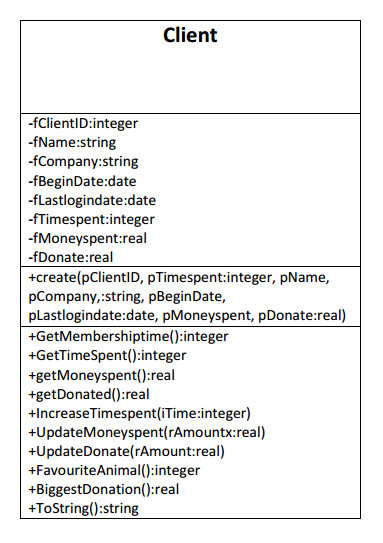 Client
-fClientID:integer
-fName:string
-fCompany:string
-fBeginDate:date
-fLastlogindate:date
-fTimespent:integer
-fMoneyspent:real
-fDonate:real
+create(pClientID, pTimespent:integer, pName,
pCompany,:string, pBeginDate,
pLastlogindate:date, pMoneyspent, pDonate:real)
+GetMembershiptime():integer
+GetTimeSpent():integer
+getMoneyspent():real
+getDonated():real
+IncreaseTimespent(iTime:integer)
+UpdateMoneyspent(rAmountx:real)
+UpdateDonate(rAmount:real)
+FavouriteAnimal():integer
+BiggestDonation():real
+ToString():string